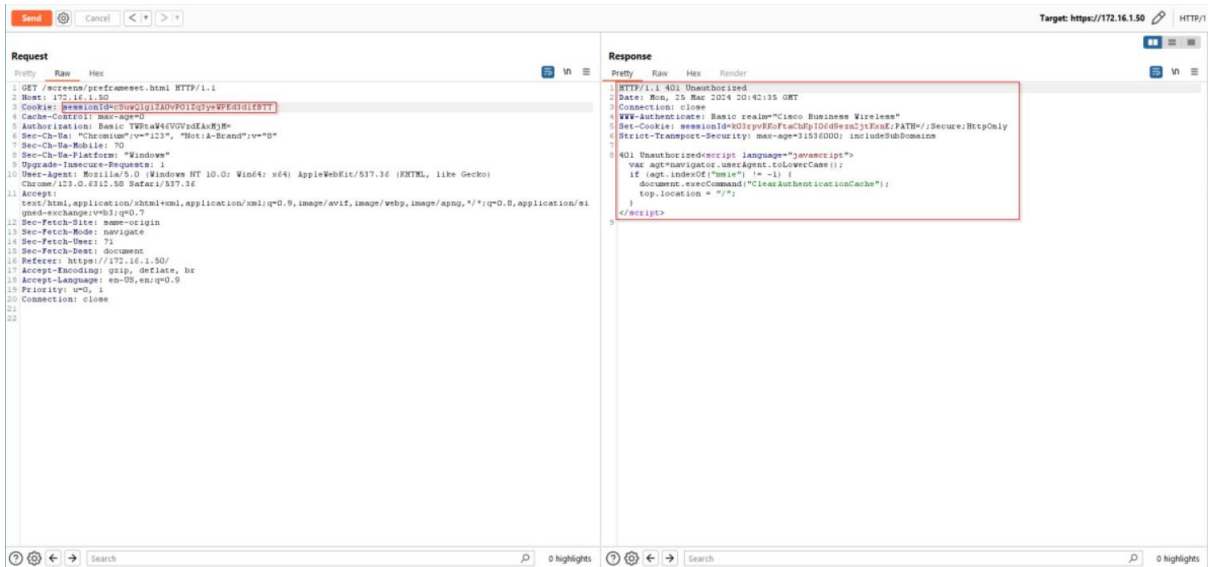 Send
Cancel
Target: https://172.16.1.50
HTTP/1
Request
Pretty Raw Hex
\n
1 GET /screens/preframeset.html HTTP/1.1
2 Host: 172.16.1.50
3 Cookie:
4 Cache-Control: max-age=0
5 Authorization: Basic
6 Sec-Ch-Ua: "Chromium";v="123", "Not:A-Brand";v="8"
7 Sec-Ch-Ua-Mobile: ?0
8 Sec-Ch-Ua-Platform: "Windows"
9 Upgrade-Insecure-Requests: 1
10 User-Agent: Mozilla/5.0 (Windows NT 10.0; Win64; x64) AppleWebKit/537.36 (KHTML, like Gecko)
Chrome/123.0.6312.58 Safari/537.36
11 Accept:
text/html,application/xhtml+xml,application/xml;q=0.9,image/avif,image/webp,image/apng,*/*;q=0.8,application/si
gned-exchange;v=b3;q=0.7
12 Sec-Fetch-Site: same-origin
13 Sec-Fetch-Mode: navigate
14 Sec-Fetch-User: ?1
15 Sec-Fetch-Dest: document
16 Referer: https://172.16.1.50/
17 Accept-Encoding: gzip, deflate, br
18 Accept-Language: en-US,en;q=0.9
19 Priority: u=0, i
20 Connection: close
21
22
Search
0 highlights
Response
Pretty Raw Hex Render
\n
1 HTTP/1.1 401 Unauthorized
2 Date: Mon, 25 Mar 2024 20:42:35 GMT
3 Connection: close
4 WWW-Authenticate: Basic realm="Cisco Business Wireless"
5 Set-Cookie:
6 Strict-Transport-Security: max-age=31536000; includeSubDomains
7
8 401 Unauthorized<script language="javascript">
var agt=navigator.userAgent.toLowerCase();
if (agt.indexOf("msie") != -1) {
document.execCommand("ClearAuthenticationCache");
top.location = "/";
}
</script>
9
Search
0 highlights